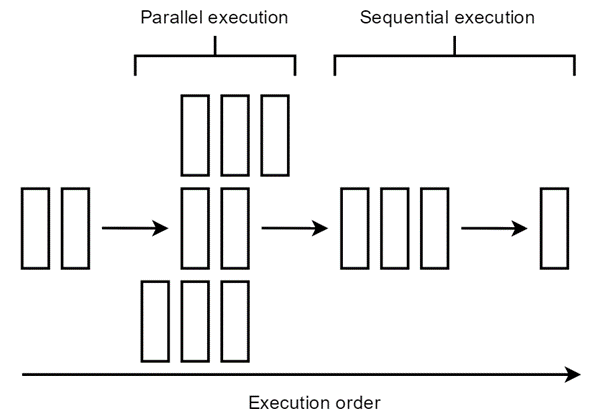 Parallel execution
Sequential execution
Execution order